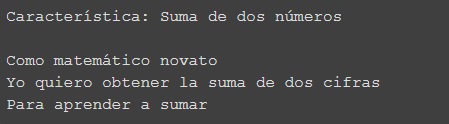 Característica: Suma de dos números
Como matemático novato
Yo quiero obtener la suma de dos cifras
Para aprender a sumar